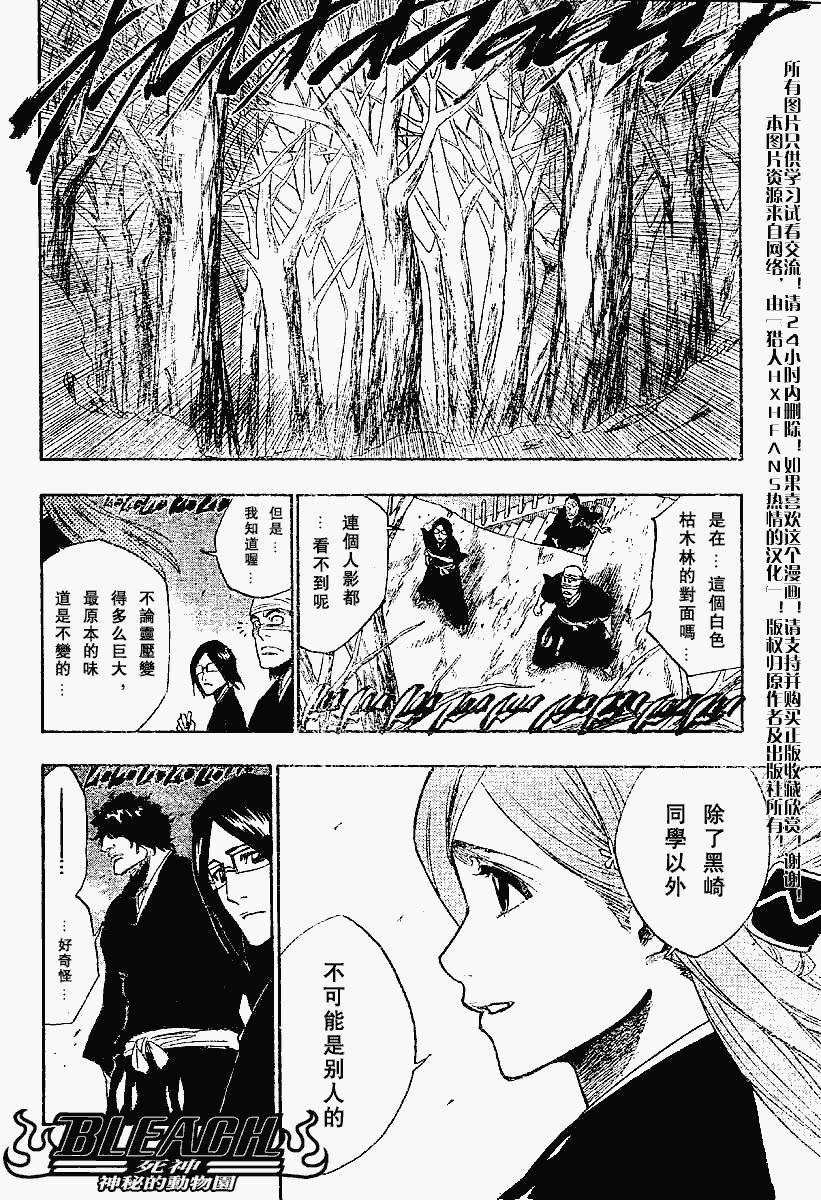 是在…這個白色
枯木林的對面嗎…
連個人影都
…看不到呢
但是…
我知道喔…
不論靈壓變
得多么巨大，
最原本的味
道是不變的…
除了黑崎
同學以外
不可能是别人的
————…
…好奇怪…
所有图片只供学习试看交流！请24小时内删除！如果喜欢这个漫画！请支持并购买正版收藏欣赏！谢谢！
本图片资源来自网络，由「猎人HXHFANS热情的汉化」！版权归原作者及出版社所有！
BLEACH
死神
神秘的動物園